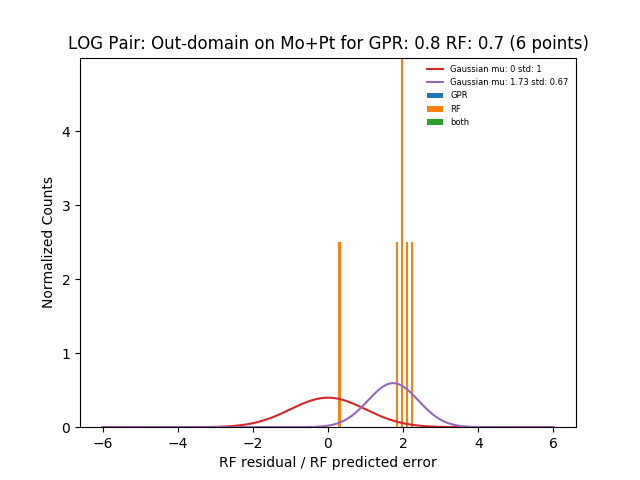 LOG Pair: Out-domain on Mo+Pt for GPR: 0.8 RF: 0.7 (6 points)
Gaussian mu: 0 std: 1
Gaussian mu: 1.73 std: 0.67
GPR
RF
both
Normalized Counts
4
3
2
1
0
−6 −4 −2 0 2 4 6
RF residual / RF predicted error